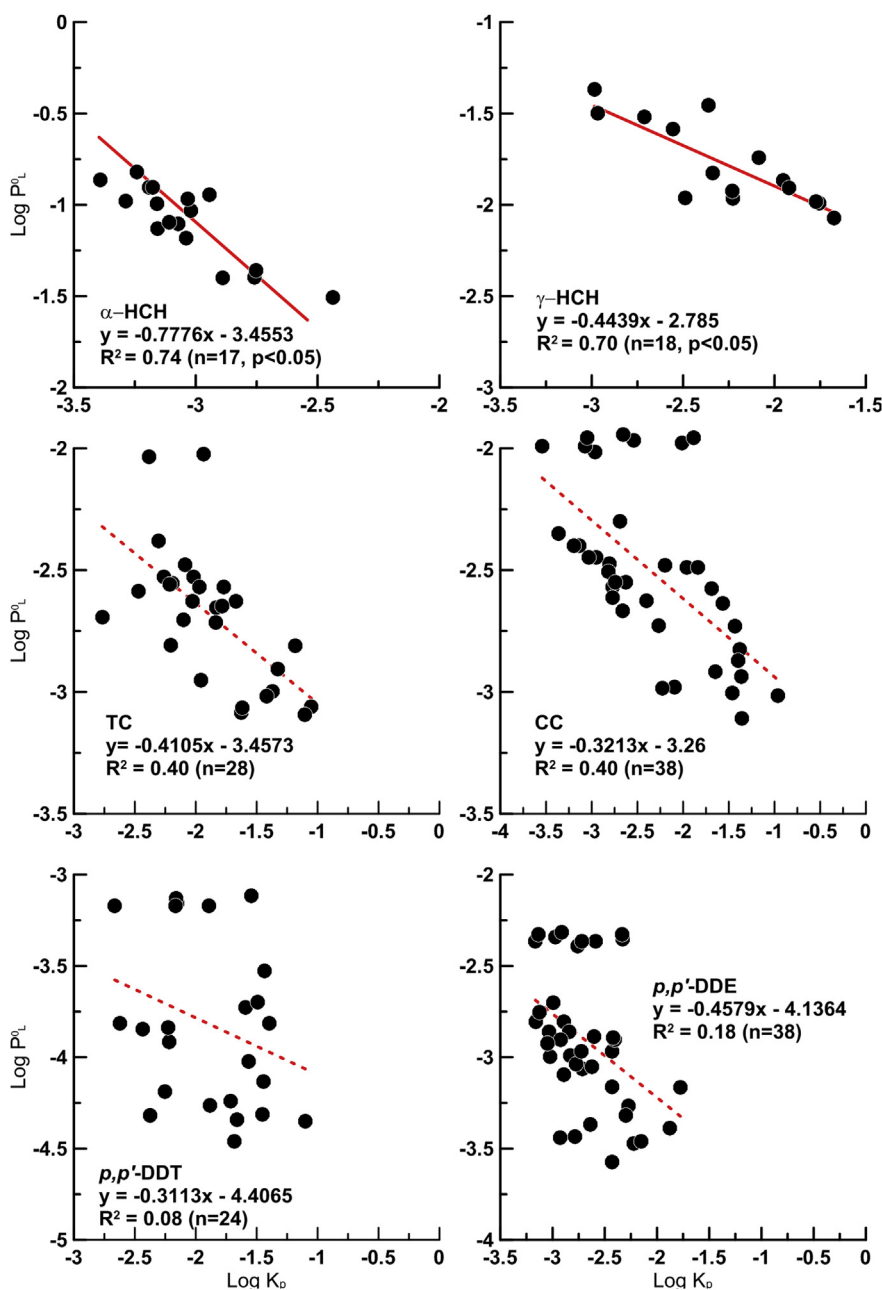 0
-0.5
-1
-1.5
-2
Log P⁰L
-3.5 -3 -2.5 -2
α-HCH
y = -0.7776x - 3.4553
R² = 0.74 (n=17, p<0.05)
-1
-1.5
-2
-2.5
-3
-3 -2.5 -2 -1.5
γ-HCH
y = -0.4439x - 2.785
R² = 0.70 (n=18, p<0.05)
-2
-2.5
-3
-3.5
Log P⁰L
-3 -2.5 -2 -1.5 -1 -0.5 0
TC
y= -0.4105x - 3.4573
R² = 0.40 (n=28)
-2
-2.5
-3
-3.5
-4 -3.5 -3 -2.5 -2 -1.5 -1 -0.5 0
CC
y = -0.3213x - 3.26
R² = 0.40 (n=38)
-3
-3.5
-4
-4.5
-5
Log P⁰L
-3 -2.5 -2 -1.5 -1 -0.5 0
Log Kp
p,p'-DDT
y = -0.3113x - 4.4065
R² = 0.08 (n=24)
-2
-2.5
-3
-3.5
-4
-3.5 -3 -2.5 -2 -1.5 -1 -0.5 0
Log Kp
p,p'-DDE
y = -0.4579x - 4.1364
R² = 0.18 (n=38)